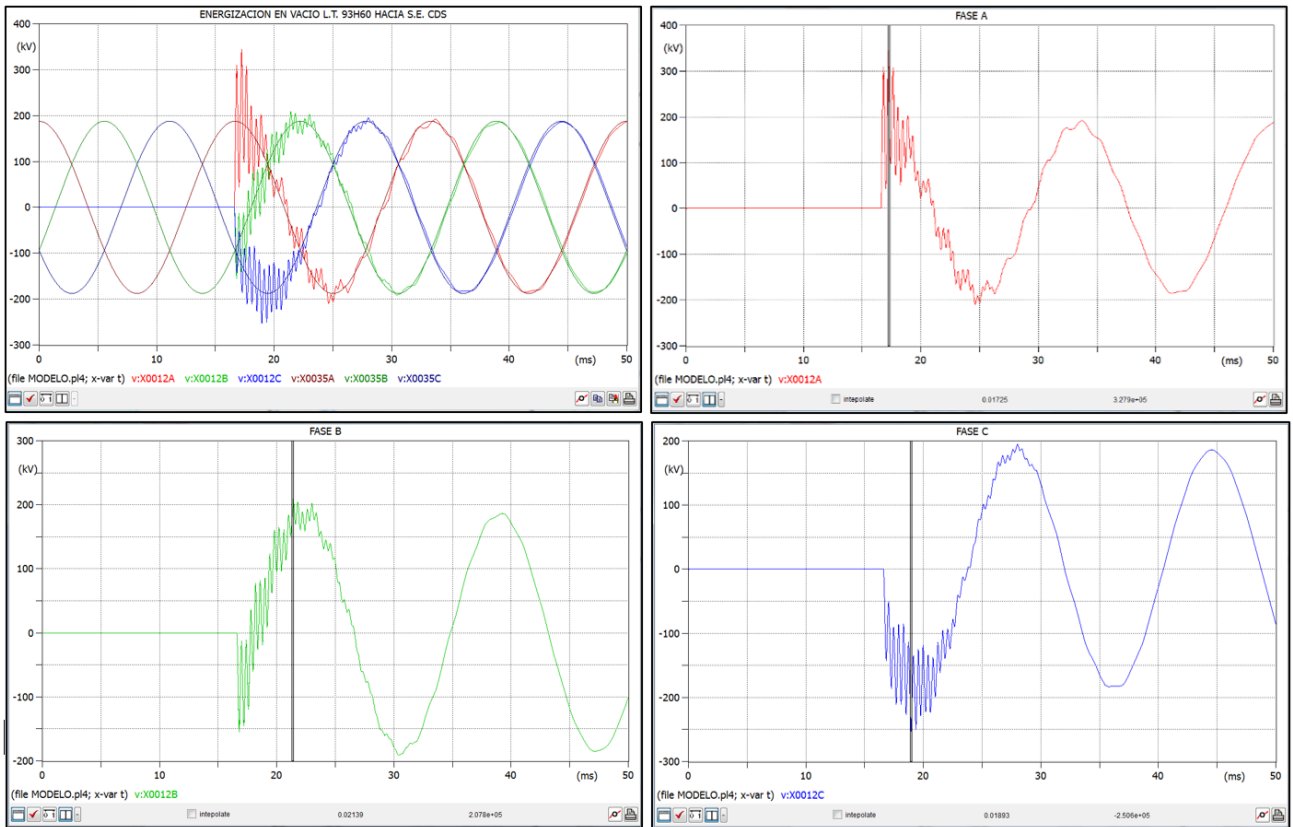 ENERGIZACION EN VACIO L.T. 93H60 HACIA S.E. CDS
400
(kV)
300
200
100
0
-100
-200
-300
0 10 20 30 40 (ms) 50
(file MODELO.pl4; x-var t) v:X0012A v:X0012B v:X0012C v:X0035A v:X0035B v:X0035C
FASE A
400
(kV)
300
200
100
0
-100
-200
-300
0 10 20 30 40 (ms) 50
(file MODELO.pl4; x-var t) v:X0012A
intepolate 0.01725 3.279e+05
FASE B
300
(kV)
200
100
0
-100
-200
0 10 20 30 40 (ms) 50
(file MODELO.pl4; x-var t) v:X0012B
intepolate 0.02139 2.078e+05
FASE C
200
(kV)
100
0
-100
-200
-300
0 10 20 30 40 (ms) 50
(file MODELO.pl4; x-var t) v:X0012C
intepolate 0.01893 -2.506e+05